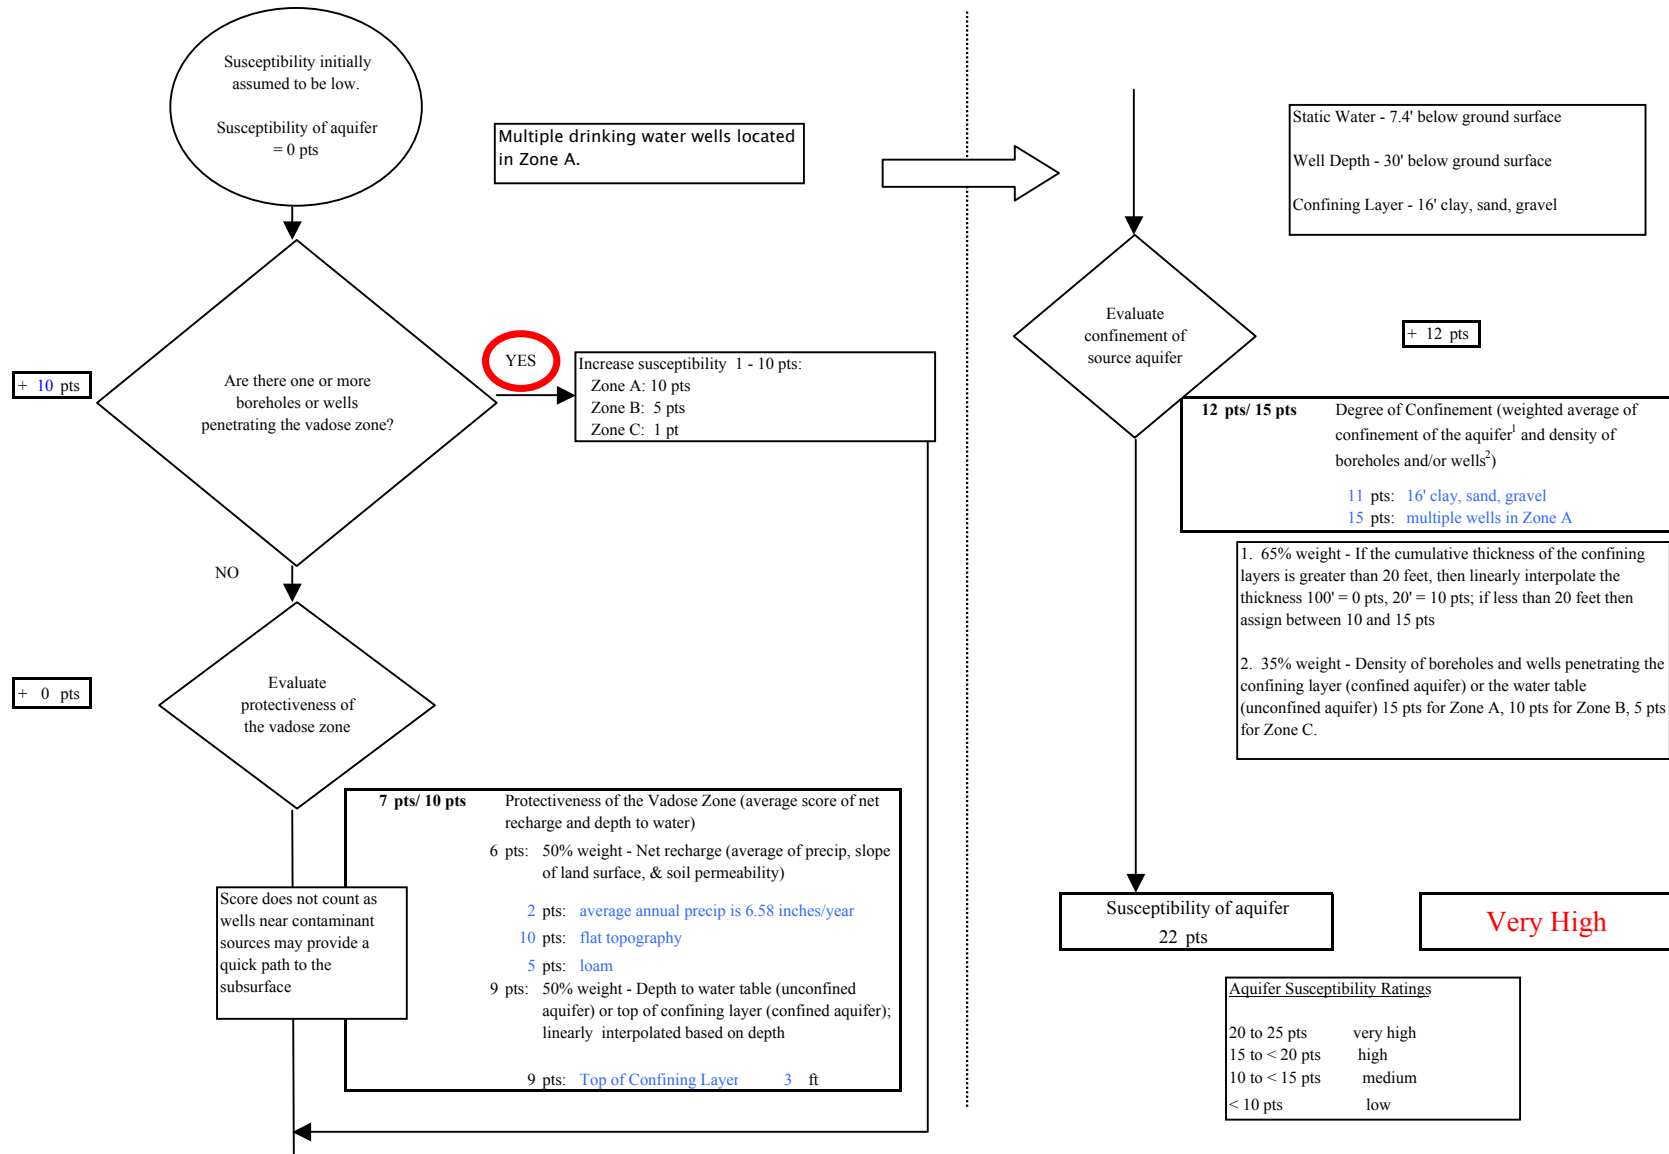 Susceptibility initially
assumed to be low.
Susceptibility of aquifer
= 0 pts
Multiple drinking water wells located
in Zone A.
+ 10 pts
Are there one or more
boreholes or wells
penetrating the vadose zone?
YES
Increase susceptibility 1 - 10 pts:
Zone A: 10 pts
Zone B: 5 pts
Zone C: 1 pt
NO
+ 0 pts
Evaluate
protectiveness of
the vadose zone
7 pts/ 10 pts Protectiveness of the Vadose Zone (average score of net
recharge and depth to water)
6 pts: 50% weight - Net recharge (average of precip, slope
of land surface, & soil permeability)
2 pts: average annual precip is 6.58 inches/year
10 pts: flat topography
5 pts: loam
9 pts: 50% weight - Depth to water table (unconfined
aquifer) or top of confining layer (confined aquifer);
linearly interpolated based on depth
9 pts: Top of Confining Layer 3 ft
Score does not count as
wells near contaminant
sources may provide a
quick path to the
subsurface
Static Water - 7.4' below ground surface
Well Depth - 30' below ground surface
Confining Layer - 16' clay, sand, gravel
Evaluate
confinement of
source aquifer
+ 12 pts
12 pts/ 15 pts Degree of Confinement (weighted average of
confinement of the aquifer1 and density of
boreholes and/or wells2)
11 pts: 16' clay, sand, gravel
15 pts: multiple wells in Zone A
1. 65% weight - If the cumulative thickness of the confining
layers is greater than 20 feet, then linearly interpolate the
thickness 100' = 0 pts, 20' = 10 pts; if less than 20 feet then
assign between 10 and 15 pts
2. 35% weight - Density of boreholes and wells penetrating the
confining layer (confined aquifer) or the water table
(unconfined aquifer) 15 pts for Zone A, 10 pts for Zone B, 5 pts
for Zone C.
Susceptibility of aquifer
22 pts
Very High
Aquifer Susceptibility Ratings
20 to 25 pts very high
15 to < 20 pts high
10 to < 15 pts medium
< 10 pts low